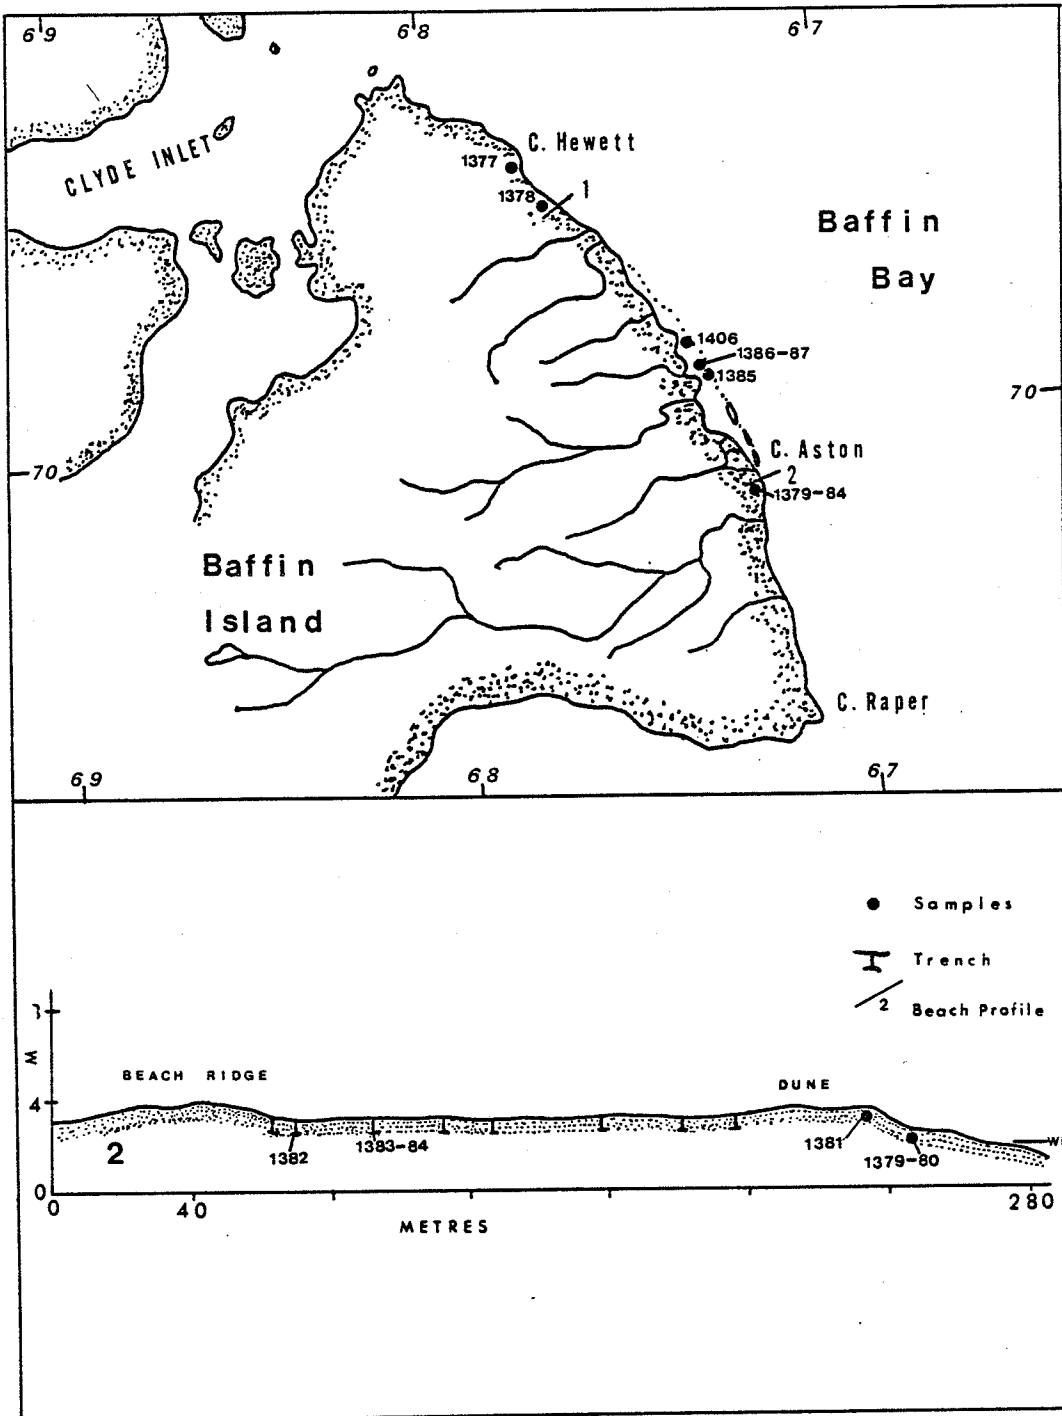 69
68
67
CLYDE INLET
C. Hewett
1377
1378
1
Baffin
Bay
1406
1386-87
1385
70
C. Aston
70
2
1379-84
Baffin
Island
C. Raper
69
68
67
Samples
Trench
2 Beach Profile
M
BEACH RIDGE
DUNE
4
1382
1383-84
1381
1379-80
2
0
0
40
280
METRES